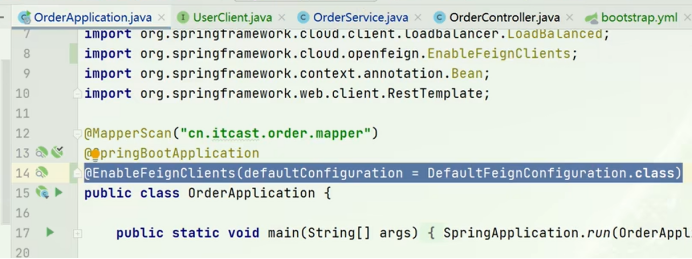 OrderApplication.java UserClient.java OrderService.java OrderController.java bootstrap.yml
7 import org.springframework.cloud.client.loadbalancer.LoadBalanced;
8 import org.springframework.cloud.openfeign.EnableFeignClients;
9 import org.springframework.context.annotation.Bean;
10 import org.springframework.web.client.RestTemplate;
11
12 @MapperScan("cn.itcast.order.mapper")
13 @SpringBootApplication
14 @EnableFeignClients(defaultConfiguration = DefaultFeignConfiguration.class)
15 public class OrderApplication {
16
17 public static void main(String[] args) { SpringApplication.run(OrderAppl
20